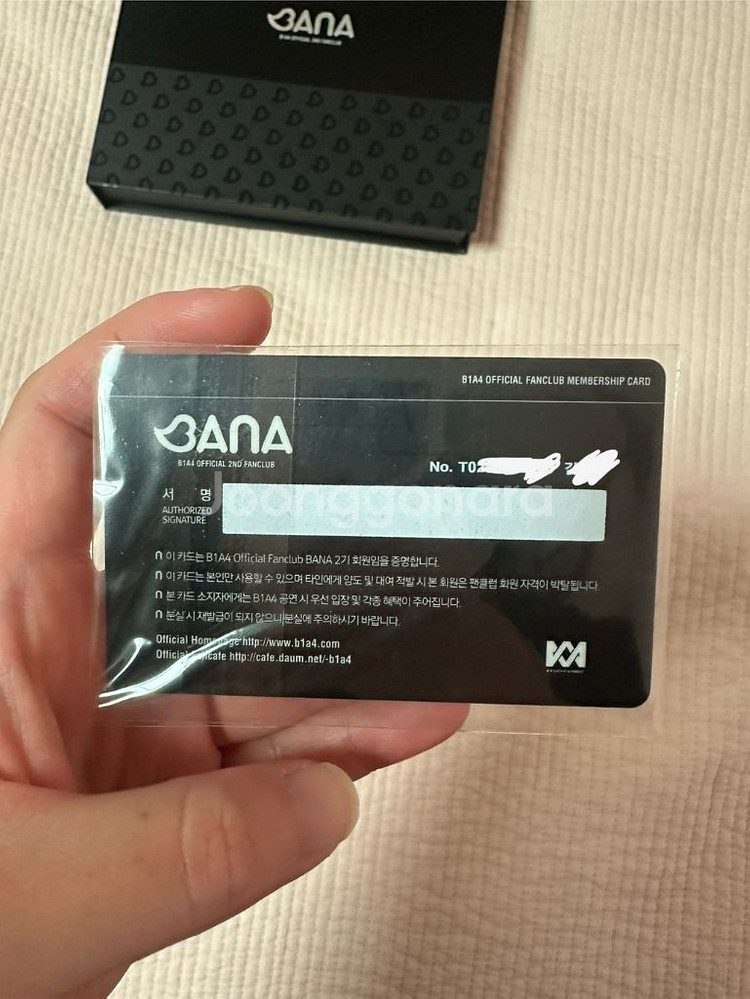 BANA
B1A4 OFFICIAL 2ND FANCLUB
B1A4 OFFICIAL FANCLUB MEMBERSHIP CARD
BANA
B1A4 OFFICIAL 2ND FANCLUB
No. T02
서 명
AUTHORIZED
SIGNATURE
Joonggonara
이 카드는 B1A4 Official Fanclub BANA 2기 회원임을 증명합니다.
이 카드는 본인만 사용할 수 있으며 타인에게 양도 및 대여 적발 시 본 회원은 팬클럽 회원 자격이 박탈됩니다.
본 카드 소지자에게는 B1A4 공연 시 우선 입장 및 각종 혜택이 주어집니다.
분실 시 재발급이 되지 않으니 분실에 주의하시기 바랍니다.
Official Homepage http://www.b1a4.com
Official Fancafe http://cafe.daum.net/-b1a4